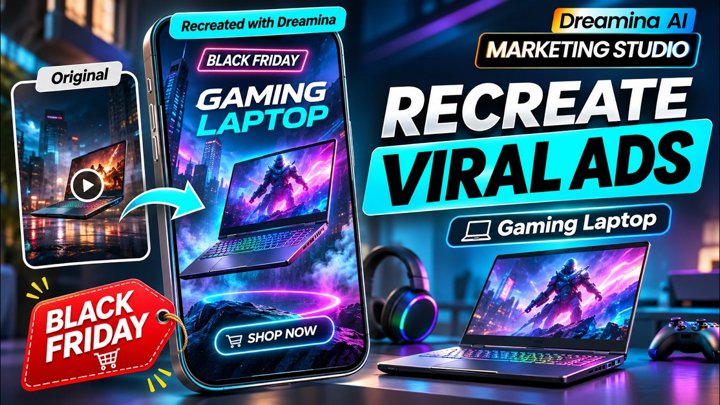 Original
Recreated with Dreamina
BLACK FRIDAY
GAMING
LAPTOP
SHOP NOW
BLACK
FRIDAY
Dreamina AI
MARKETING STUDIO
RECREATE
VIRAL ADS
Gaming Laptop